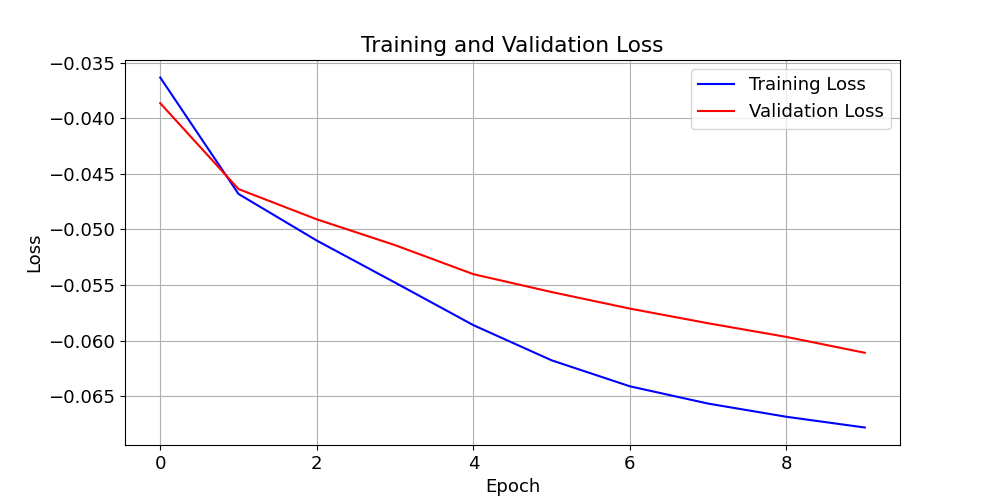 Training and Validation Loss
Training Loss
Validation Loss
Loss
−0.035
−0.040
−0.045
−0.050
−0.055
−0.060
−0.065
0 2 4 6 8
Epoch